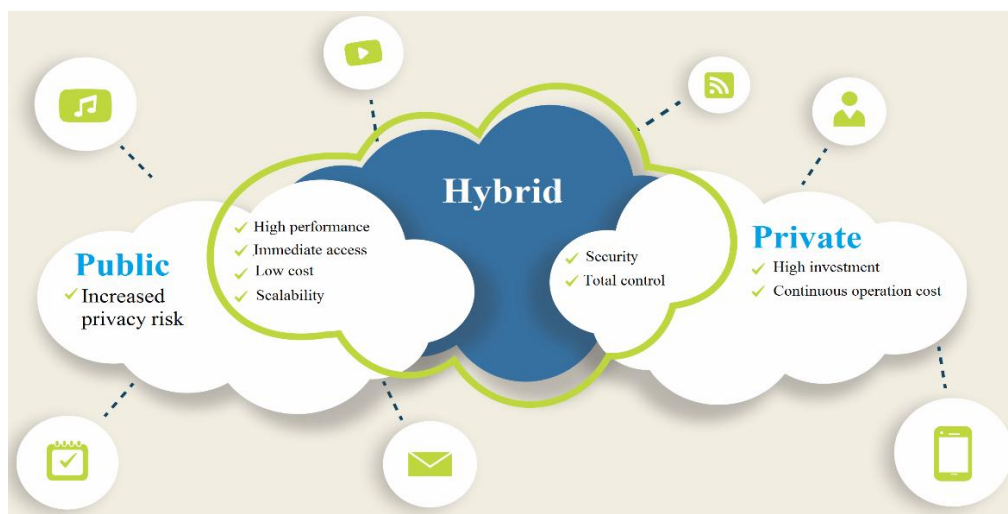 Hybrid
Public
Increased
privacy risk
High performance
Immediate access
Low cost
Scalability
Security
Total control
Private
High investment
Continuous operation cost